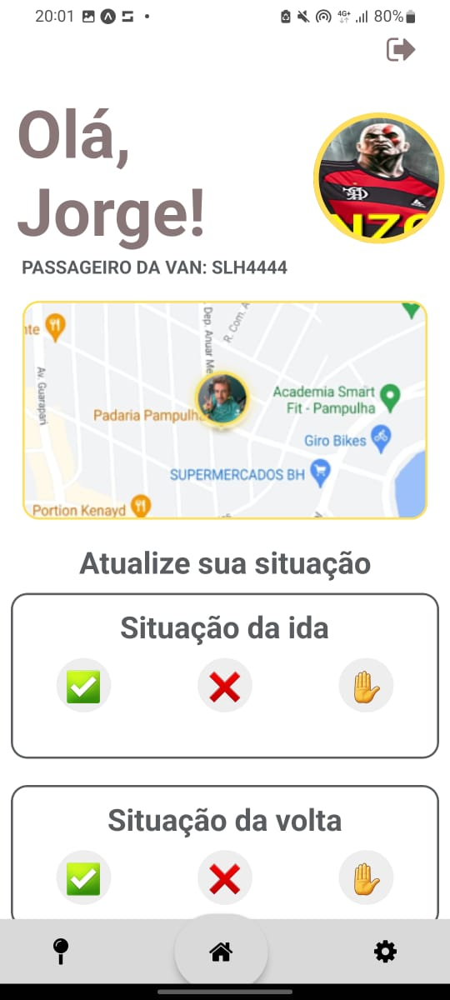 20:01
4G+
80%
Olá,
Jorge!
PASSAGEIRO DA VAN: SLH4444
nte
Dep. Anuar Me
R. Com. A
Av. Guarapari
Academia Smart
Fit - Pampulha
Padaria Pampulh
Giro Bikes
SUPERMERCADOS BH
Portion Kenayd
Atualize sua situação
Situação da ida
Situação da volta